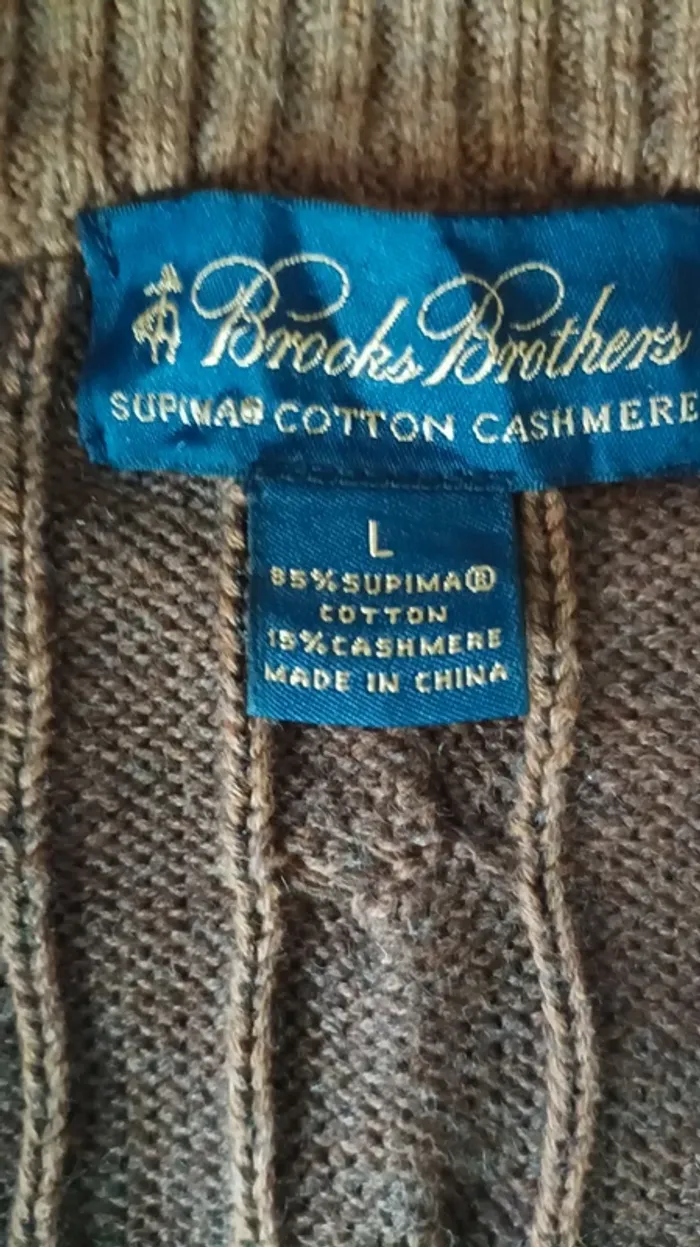 Brooks Brothers
SUPIMA® COTTON CASHMERE
L
85%SUPIMA®
COTTON
15%CASHMERE
MADE IN CHINA